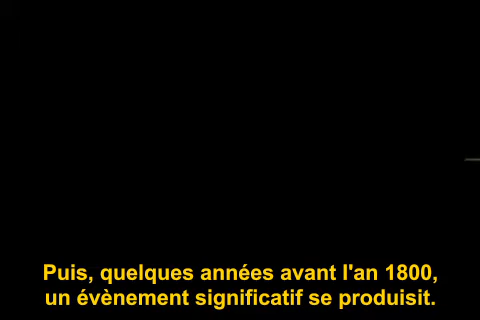 Puis, quelques années avant l'an 1800,
un évènement significatif se produisit.